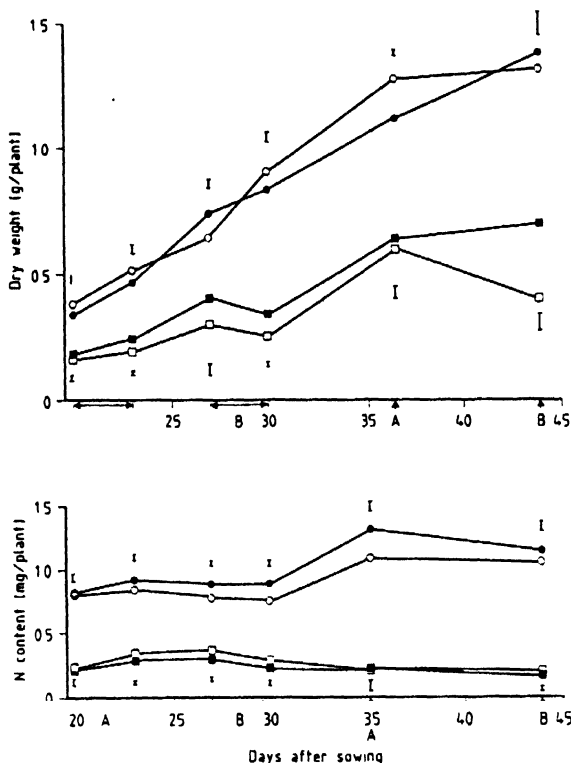 15
10
05
0
Dry weight (g/plant)
25 B 30 35 A 40 B 45
15
10
05
0
N content (mg/plant)
20 A 25 B 30 35 40 B 45
A
Days after sowing